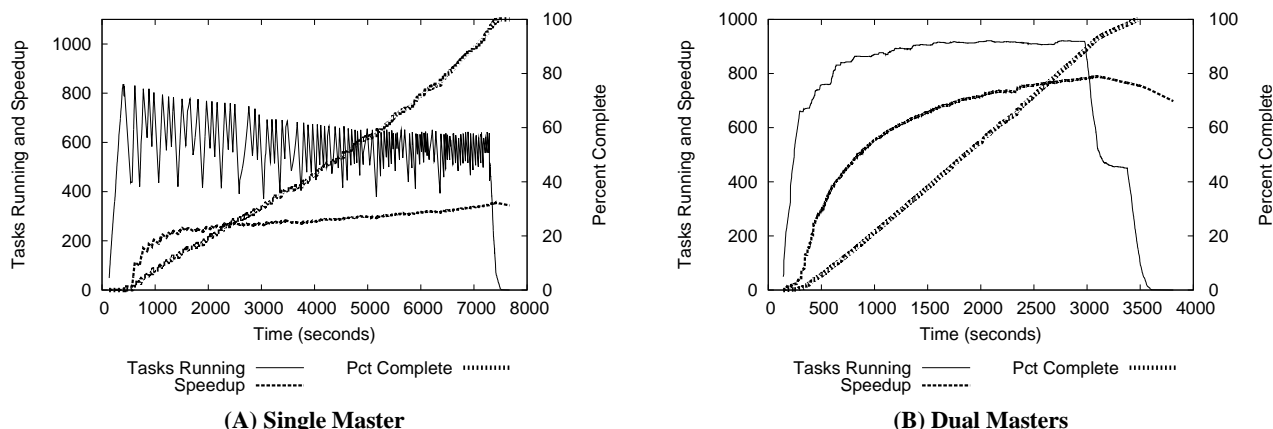 Tasks Running and Speedup
1000
800
600
400
200
0
100
80
60
40
20
0
Percent Complete
0 1000 2000 3000 4000 5000 6000 7000 8000
Time (seconds)
Tasks Running
Speedup
Pct Complete
(A) Single Master
Tasks Running and Speedup
1000
800
600
400
200
0
100
80
60
40
20
0
Percent Complete
0 500 1000 1500 2000 2500 3000 3500 4000
Time (seconds)
Tasks Running
Speedup
Pct Complete
(B) Dual Masters